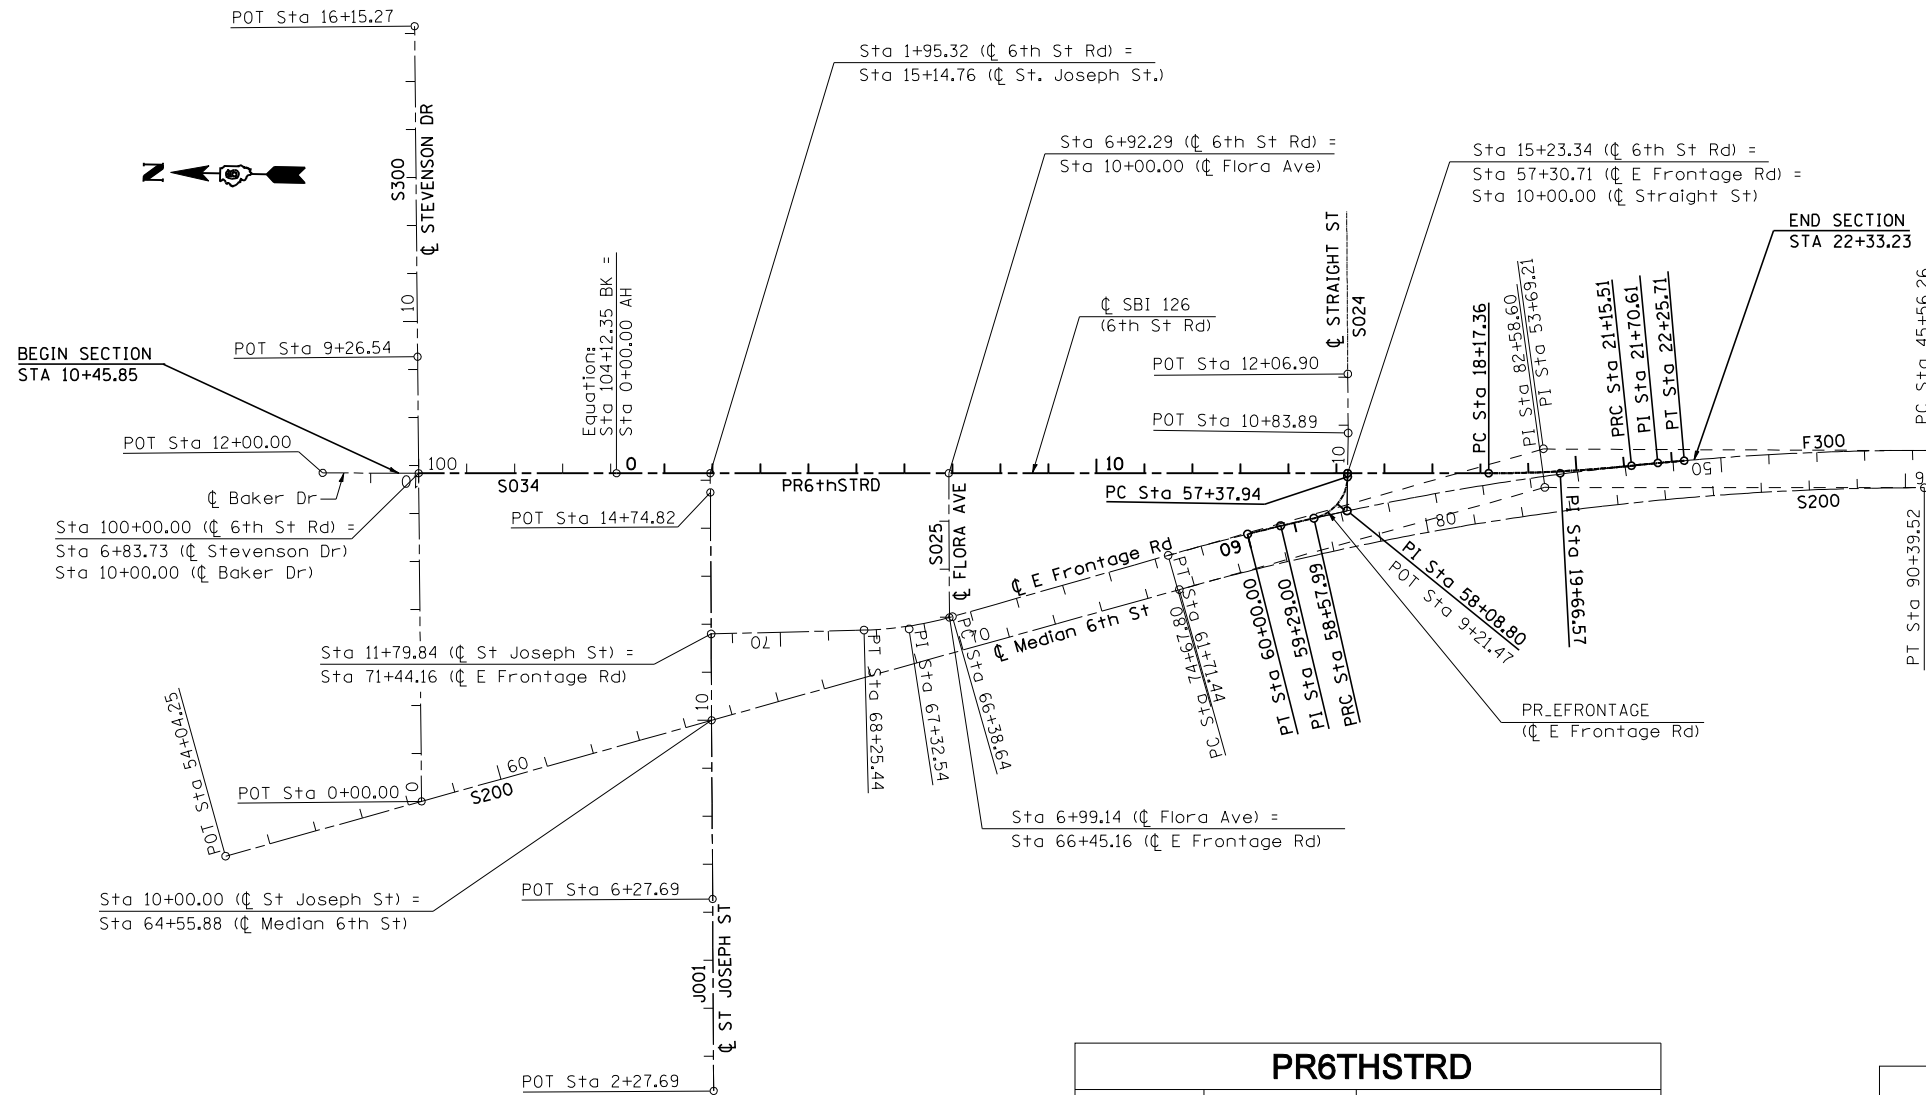 POT Sta 16+15.27
Sta 1+95.32 (℄ 6th St Rd) =
Sta 15+14.76 (℄ St. Joseph St.)
N
6
S300
℄ STEVENSON DR
10
Sta 6+92.29 (℄ 6th St Rd) =
Sta 10+00.00 (℄ Flora Ave)
Sta 15+23.34 (℄ 6th St Rd) =
Sta 57+30.71 (℄ E Frontage Rd) =
Sta 10+00.00 (℄ Straight St)
END SECTION
STA 22+33.23
BEGIN SECTION
STA 10+45.85
POT Sta 9+26.54
Equation:
Sta 104+12.35 BK =
Sta 0+00.00 AH
℄ SBI 126
(6th St Rd)
℄ STRAIGHT ST
S024
POT Sta 12+06.90
POT Sta 10+83.89
10
PC Sta 18+17.36
PI Sta 82+58.60
PI Sta 53+69.21
PRC Sta 21+15.51
PI Sta 21+70.61
PT Sta 22+25.71
PC Sta 45+56.26
POT Sta 12+00.00
℄ Baker Dr
100
10
S034
0
PR6thSTRD
10
F300
50
S200
Sta 100+00.00 (℄ 6th St Rd) =
Sta 6+83.73 (℄ Stevenson Dr)
Sta 10+00.00 (℄ Baker Dr)
POT Sta 14+74.82
S025
℄ FLORA AVE
PC Sta 57+37.94
℄ E Frontage Rd
60
80
90
℄ Median 6th St
70
70
PI Sta 58+08.80
POT Sta 9+21.47
PI Sta 19+66.57
PT Sta 90+39.52
PT Sta 61+71.44
PC Sta 74+97.80
PT Sta 60+00.00
PI Sta 59+29.00
PRC Sta 58+57.99
PR_EFRONTAGE
(℄ E Frontage Rd)
Sta 11+79.84 (℄ St Joseph St) =
Sta 71+44.16 (℄ E Frontage Rd)
PT Sta 68+25.44
PI Sta 67+32.54
PC Sta 66+38.64
10
POT Sta 54+04.25
60
S200
POT Sta 0+00.00
0
Sta 6+99.14 (℄ Flora Ave) =
Sta 66+45.16 (℄ E Frontage Rd)
Sta 10+00.00 (℄ St Joseph St) =
Sta 64+55.88 (℄ Median 6th St)
POT Sta 6+27.69
J001
℄ ST JOSEPH ST
POT Sta 2+27.69
PR6THSTRD